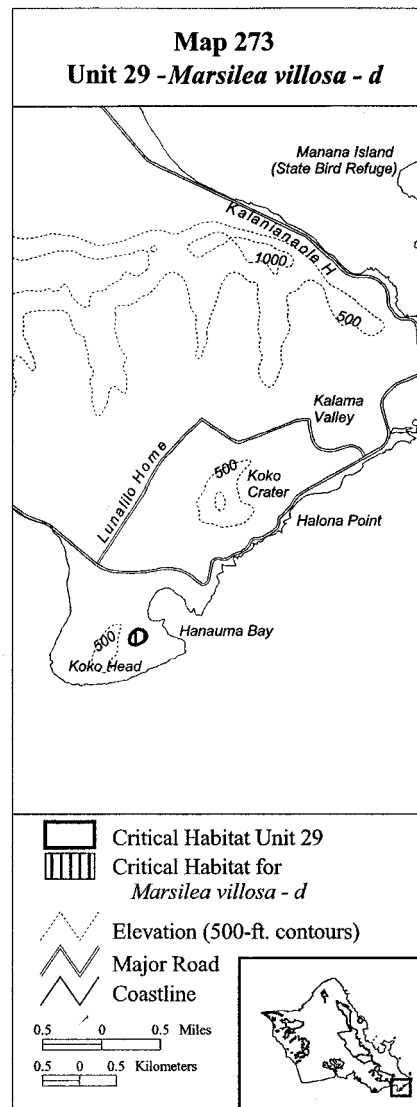 Map 273
Unit 29 - Marsilea villosa - d
Manana Island
(State Bird Refuge)
Kalanianaole H
1000
500
Kalama
Valley
Lunalilo Home
500
Koko
Crater
Halona Point
Hanauma Bay
500
Koko Head
Critical Habitat Unit 29
Critical Habitat for
Marsilea villosa - d
Elevation (500-ft. contours)
Major Road
Coastline
0.5 0 0.5 Miles
0.5 0 0.5 Kilometers